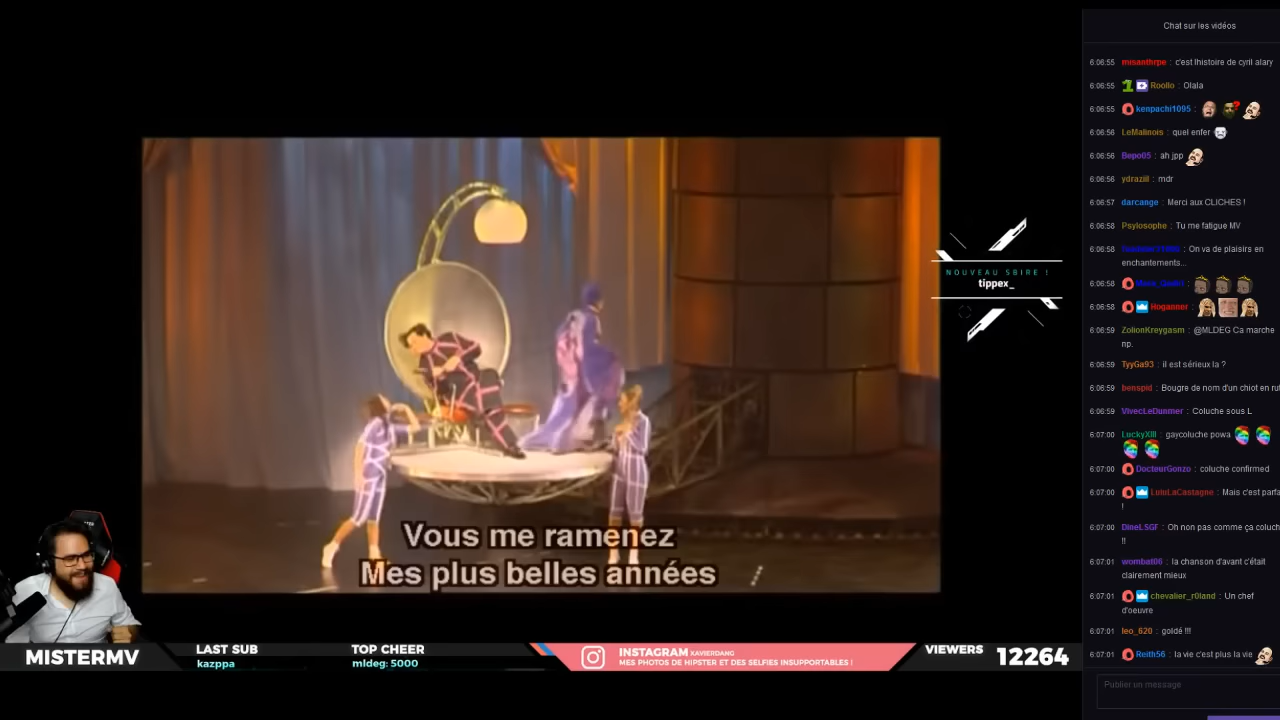 Chat sur les vidéos
6:06:55 misanthrpe : c'est lhistoire de cyril alary
6:06:55 Roollo : Olala
6:06:55 kenpachi1095 :
6:06:56 LeMalinois : quel enfer
6:06:56 Bepo05 : ah jpp
6:06:56 ydraziil : mdr
6:06:57 darcange : Merci aux CLICHES !
6:06:58 Psylosophe : Tu me fatigue MV
6:06:58 : On va de plaisirs en
enchantements...
6:06:58
6:06:58 Roganner :
6:06:59 ZolionKreygasm : @MLDEG Ca marche
np.
6:06:59 TyyGa93 : il est sérieux la ?
6:06:59 benspid : Bougre de nom d'un chiot en rut
6:06:59 VivecLeDunmer : Coluche sous L
6:07:00 LuckyXIII : gaycoluche powa
6:07:00 DocteurGonzo : coluche confirmed
6:07:00 LuluLaCastagne : Mais c'est parfa
!
6:07:00 DineLSGF : Oh non pas comme ça coluch
!!
6:07:01 wombat06 : la chanson d'avant c'était
clairement mieux
6:07:01 chevalier_r0land : Un chef
d'oeuvre
6:07:01 leo_620 : goldé !!!
6:07:01 Reith56 : la vie c'est plus la vie
Publier un message
NOUVEAU SBIRE !
tippex_
Vous me ramenez
Mes plus belles années
MISTERMV
LAST SUB
kazppa
TOP CHEER
mldeg: 5000
INSTAGRAM XAVIERDANG
MES PHOTOS DE HIPSTER ET DES SELFIES INSUPPORTABLES !
VIEWERS 12264